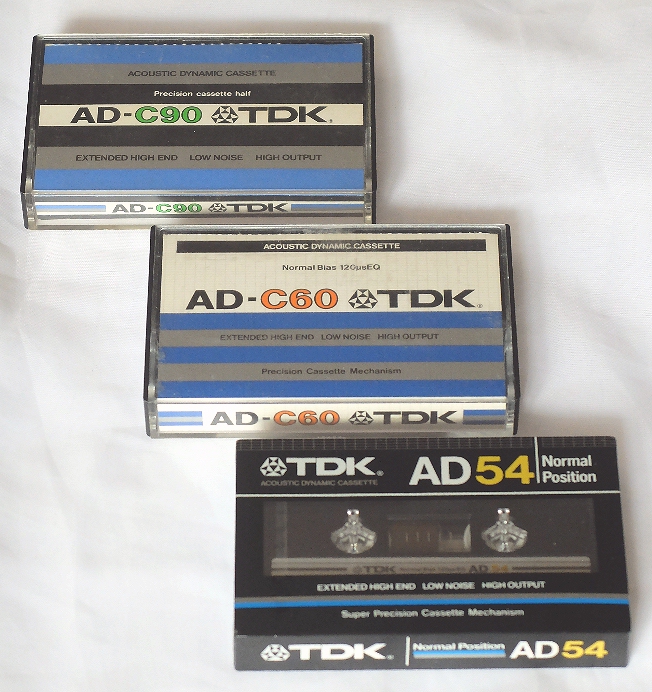 ACOUSTIC DYNAMIC CASSETTE
Precision cassette half
AD-C90 TDK®
EXTENDED HIGH END LOW NOISE HIGH OUTPUT
AD-C90 TDK
ACOUSTIC DYNAMIC CASSETTE
Normal Bias 120μsEQ
AD-C60 TDK®
EXTENDED HIGH END LOW NOISE HIGH OUTPUT
Precision Cassette Mechanism
AD-C60 TDK
TDK® AD54 Normal Position
ACOUSTIC DYNAMIC CASSETTE
TDK AD 54
EXTENDED HIGH END LOW NOISE HIGH OUTPUT
Super Precision Cassette Mechanism
TDK® Normal Position AD54